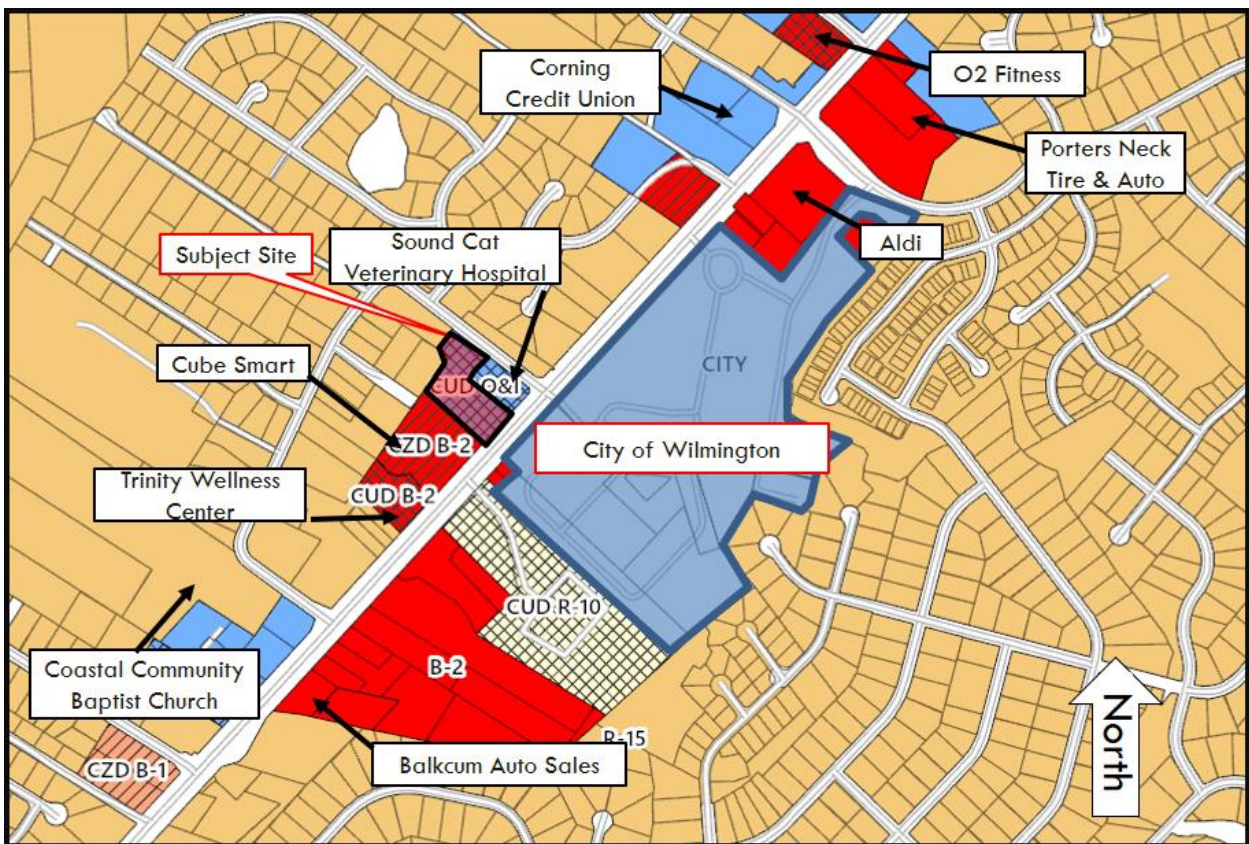 O2 Fitness
Corning
Credit Union
Porters Neck
Tire & Auto
Sound Cat
Veterinary Hospital
Subject Site
Aldi
CITY
Cube Smart
CUD O&I
CZD B-2
City of Wilmington
Trinity Wellness
Center
CUD B-2
CUD R-10
Coastal Community
Baptist Church
B-2
R-15
North
CZD B-1
Balkcum Auto Sales